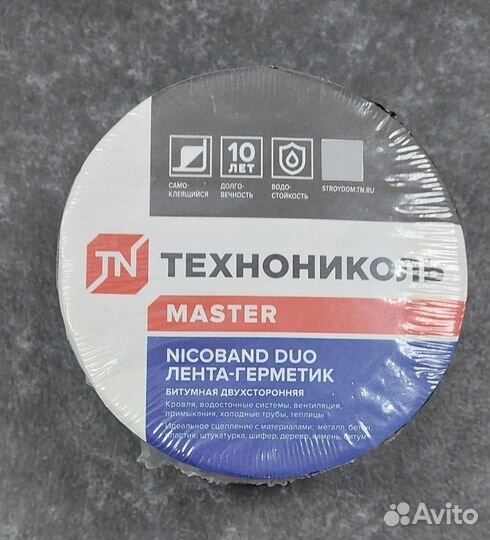 10
ЛЕТ
САМО-
КЛЕЯЩИЙСЯ
ДОЛГО-
ВЕЧНОСТЬ
ВОДО-
СТОЙКОСТЬ
STROYDOM.TN.RU
TN ТЕХНОНИКОЛЬ
MASTER
NICOBAND DUO
ЛЕНТА-ГЕРМЕТИК
БИТУМНАЯ ДВУХСТОРОННЯЯ
Кровля, водосточные системы, вентиляция,
примыкания, холодные трубы, теплицы
Идеальное сцепление с материалами: металл, бетон,
пластик, штукатурка, шифер, дерево, камень, битум
Avito